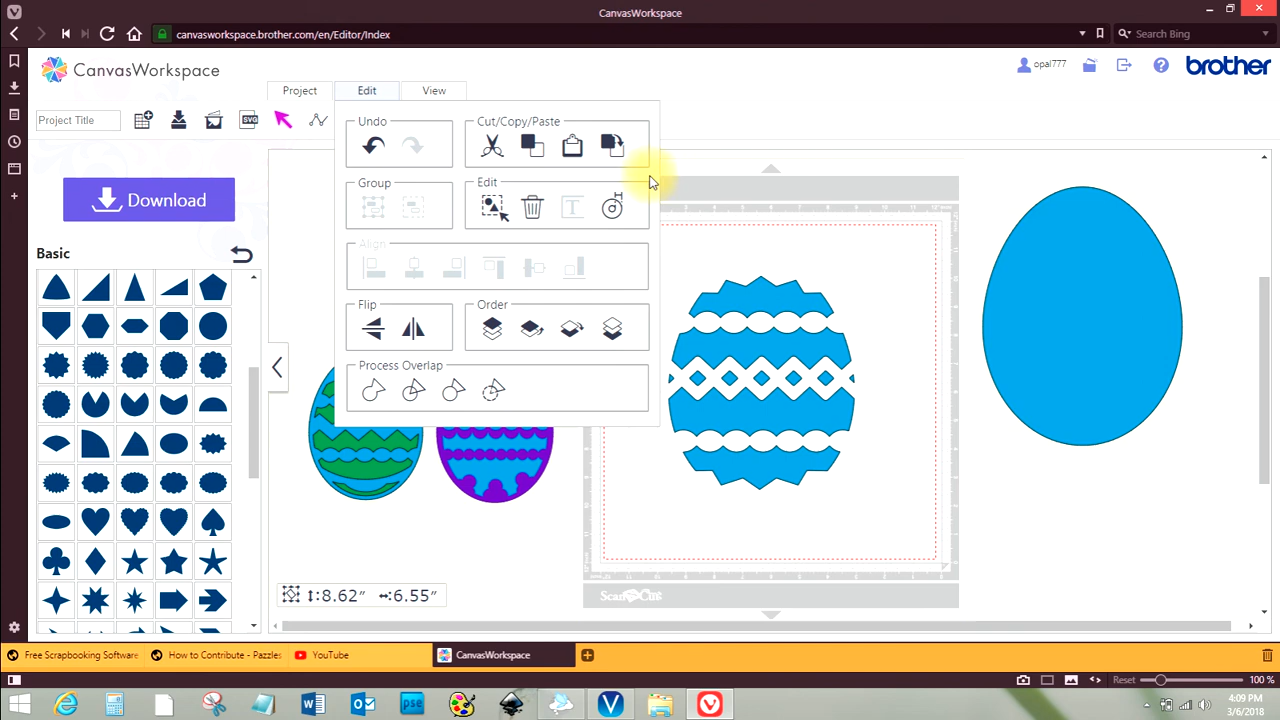 CanvasWorkspace
canvasworkspace.brother.com/en/Editor/Index
Search Bing
CanvasWorkspace
opal777
brother
Project
Edit
View
Project Title
SVG
Undo
Cut/Copy/Paste
Group
Edit
T
H
Align
Flip
Order
Process Overlap
Download
Basic
8.62″
6.55″
Free Scrapbooking Software
How to Contribute - Pazzles
YouTube
CanvasWorkspace
Reset
100 %
pse
4:09 PM
3/6/2018